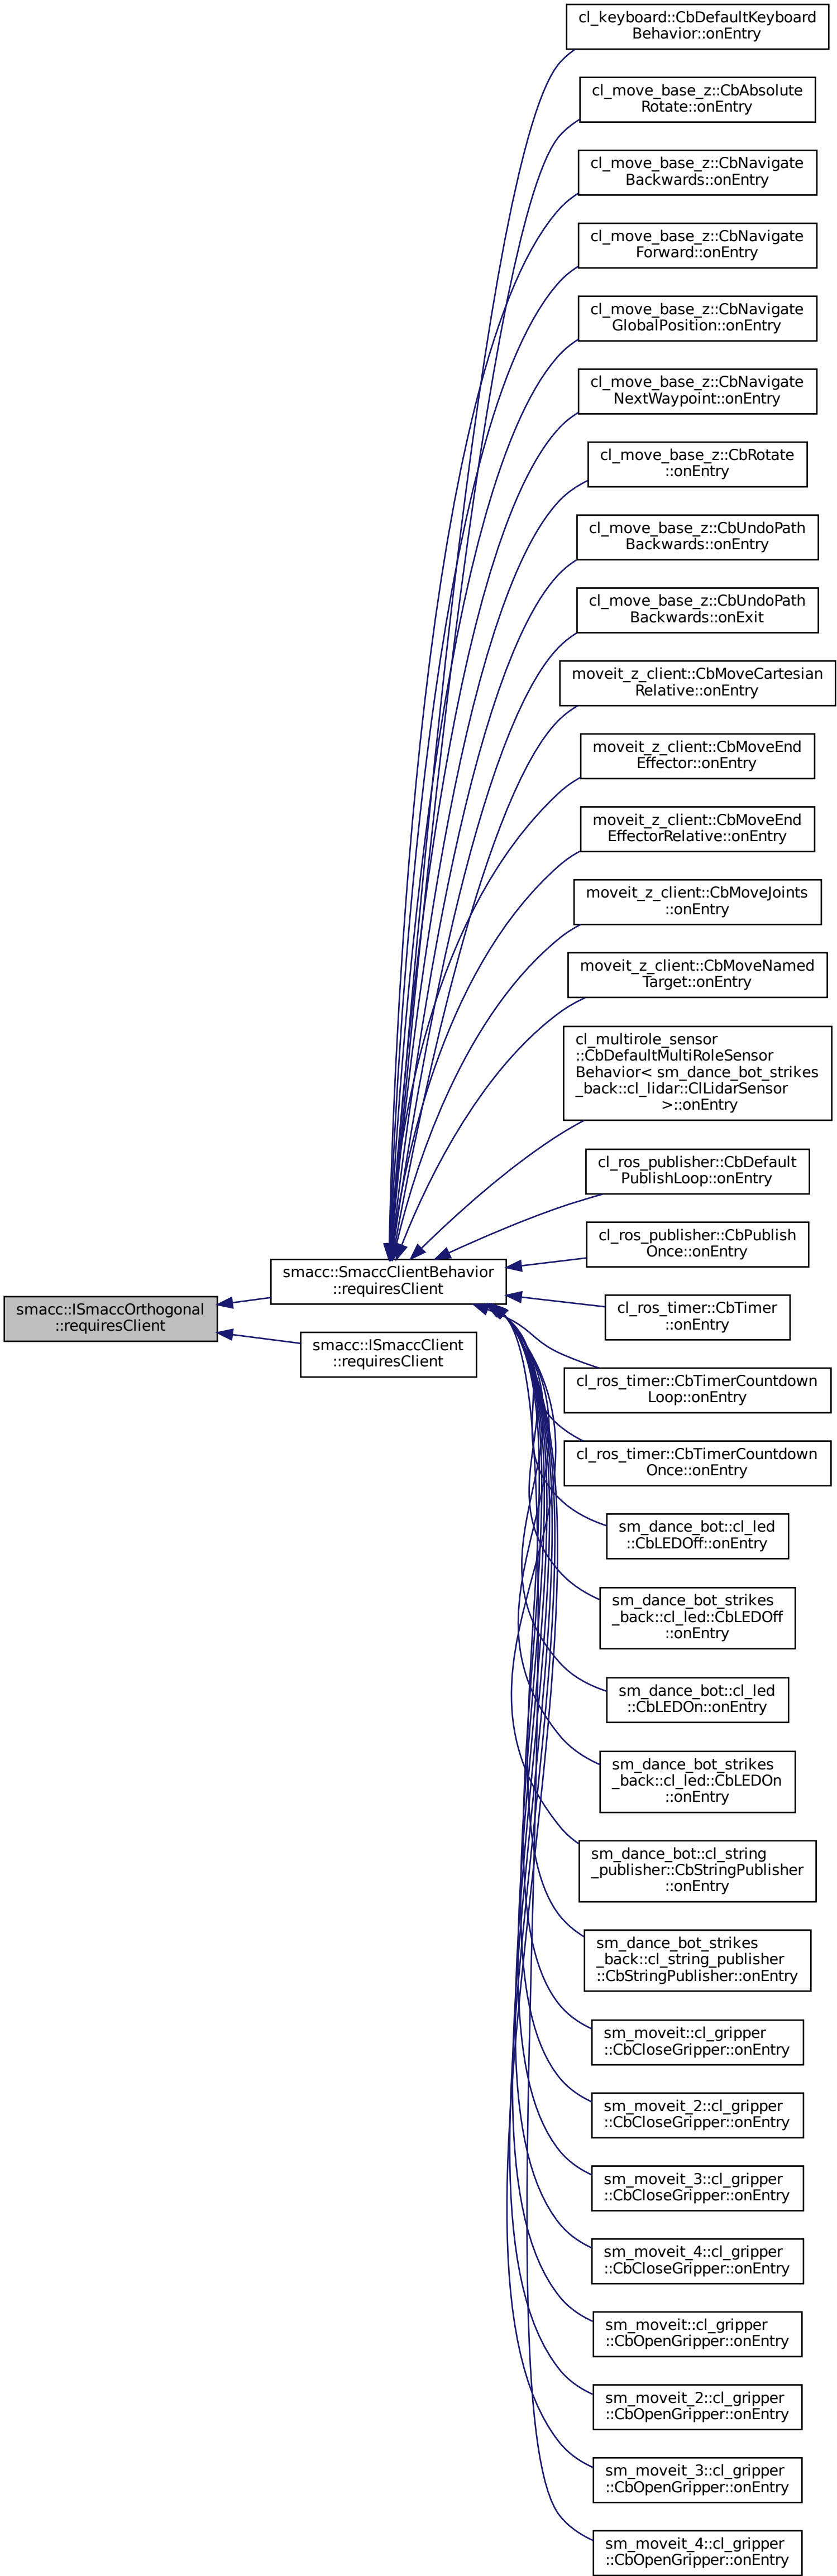 cl_keyboard::CbDefaultKeyboard
Behavior::onEntry
cl_move_base_z::CbAbsolute
Rotate::onEntry
cl_move_base_z::CbNavigate
Backwards::onEntry
cl_move_base_z::CbNavigate
Forward::onEntry
cl_move_base_z::CbNavigate
GlobalPosition::onEntry
cl_move_base_z::CbNavigate
NextWaypoint::onEntry
cl_move_base_z::CbRotate
::onEntry
cl_move_base_z::CbUndoPath
Backwards::onEntry
cl_move_base_z::CbUndoPath
Backwards::onExit
moveit_z_client::CbMoveCartesian
Relative::onEntry
moveit_z_client::CbMoveEnd
Effector::onEntry
moveit_z_client::CbMoveEnd
EffectorRelative::onEntry
moveit_z_client::CbMoveJoints
::onEntry
moveit_z_client::CbMoveNamed
Target::onEntry
cl_multirole_sensor
::CbDefaultMultiRoleSensor
Behavior< sm_dance_bot_strikes
_back::cl_lidar::ClLidarSensor
>::onEntry
cl_ros_publisher::CbDefault
PublishLoop::onEntry
cl_ros_publisher::CbPublish
Once::onEntry
smacc::SmaccClientBehavior
::requiresClient
smacc::ISmaccOrthogonal
::requiresClient
cl_ros_timer::CbTimer
::onEntry
smacc::ISmaccClient
::requiresClient
cl_ros_timer::CbTimerCountdown
Loop::onEntry
cl_ros_timer::CbTimerCountdown
Once::onEntry
sm_dance_bot::cl_led
::CbLEDOff::onEntry
sm_dance_bot_strikes
_back::cl_led::CbLEDOff
::onEntry
sm_dance_bot::cl_led
::CbLEDOn::onEntry
sm_dance_bot_strikes
_back::cl_led::CbLEDOn
::onEntry
sm_dance_bot::cl_string
_publisher::CbStringPublisher
::onEntry
sm_dance_bot_strikes
_back::cl_string_publisher
::CbStringPublisher::onEntry
sm_moveit::cl_gripper
::CbCloseGripper::onEntry
sm_moveit_2::cl_gripper
::CbCloseGripper::onEntry
sm_moveit_3::cl_gripper
::CbCloseGripper::onEntry
sm_moveit_4::cl_gripper
::CbCloseGripper::onEntry
sm_moveit::cl_gripper
::CbOpenGripper::onEntry
sm_moveit_2::cl_gripper
::CbOpenGripper::onEntry
sm_moveit_3::cl_gripper
::CbOpenGripper::onEntry
sm_moveit_4::cl_gripper
::CbOpenGripper::onEntry